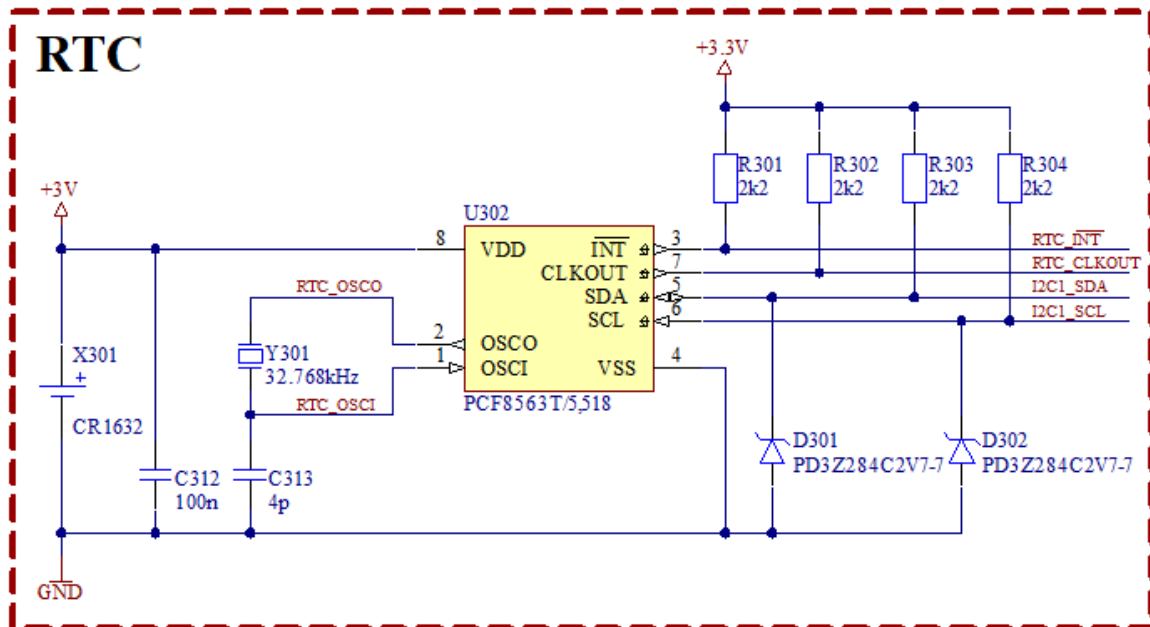 RTC
+3.3V
R301
2k2
R302
2k2
R303
2k2
R304
2k2
+3V
U302
8
VDD
INT
3
RTC_INT
CLKOUT
7
RTC_CLKOUT
SDA
5
I2C1_SDA
SCL
6
I2C1_SCL
RTC_OSCO
2
OSCO
1
OSCI
VSS
4
Y301
32.768kHz
RTC_OSCI
PCF8563T/5,518
X301
+
CR1632
C312
100n
C313
4p
D301
PD3Z284C2V7-7
D302
PD3Z284C2V7-7
GND